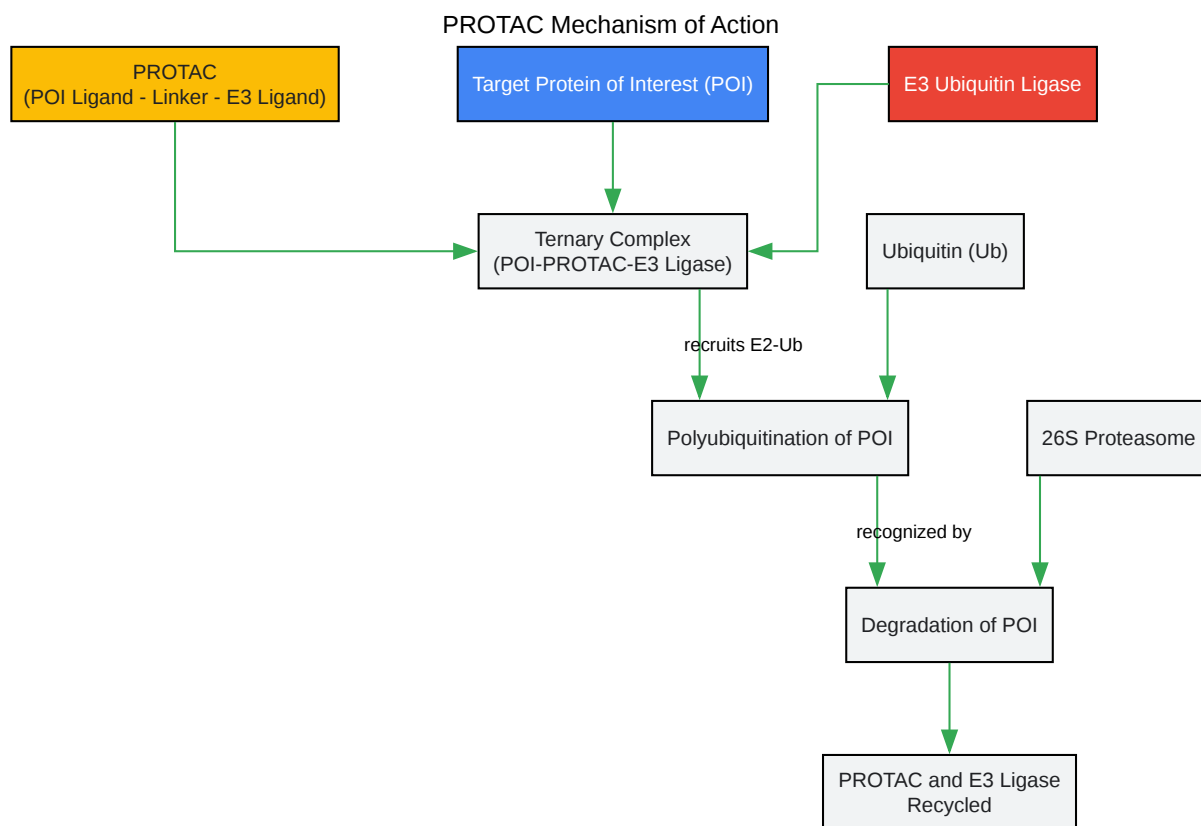 PROTAC Mechanism of Action
PROTAC
(POI Ligand - Linker - E3 Ligand)
Target Protein of Interest (POI)
E3 Ubiquitin Ligase
Ternary Complex
(POI-PROTAC-E3 Ligase)
Ubiquitin (Ub)
recruits E2-Ub
Polyubiquitination of POI
26S Proteasome
recognized by
Degradation of POI
PROTAC and E3 Ligase
Recycled